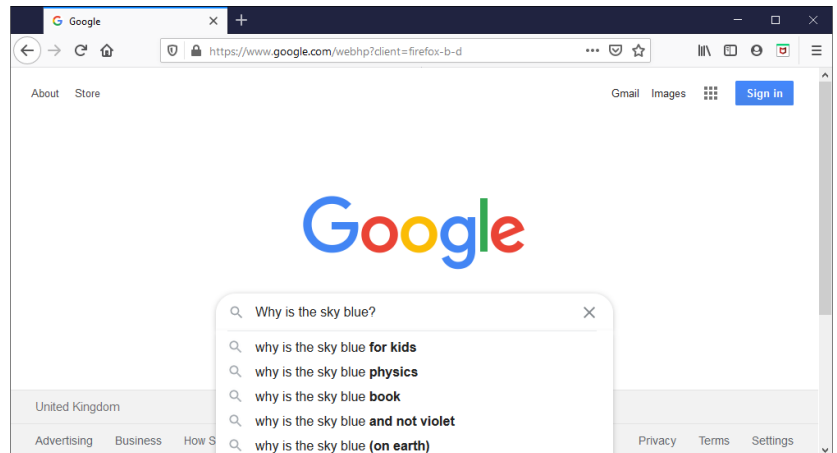 Google
https://www.google.com/webhp?client=firefox-b-d
About Store Gmail Images Sign in
Google
Why is the sky blue?
why is the sky blue for kids
why is the sky blue physics
why is the sky blue book
why is the sky blue and not violet
why is the sky blue (on earth)
United Kingdom
Advertising Business How S
Privacy Terms Settings